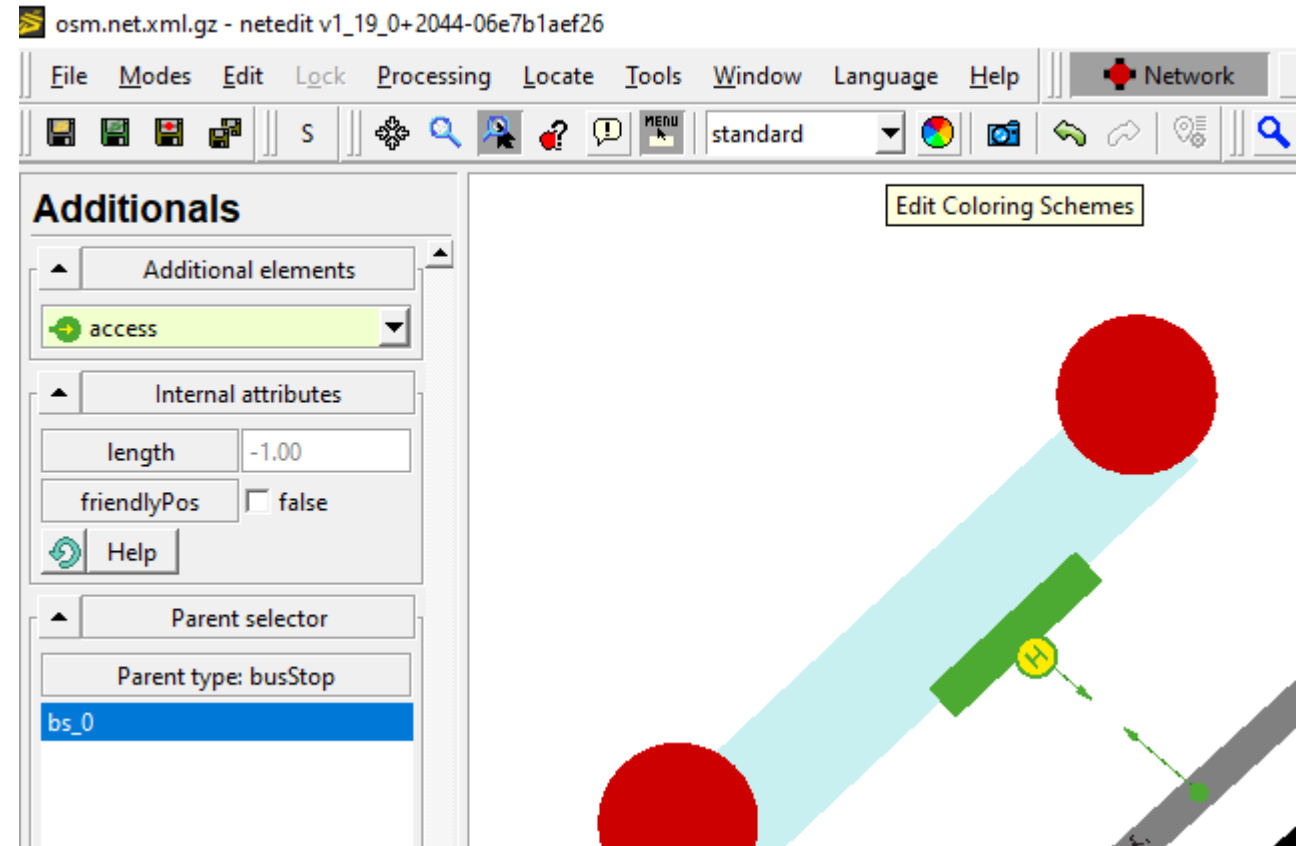 osm.net.xml.gz - netedit v1_19_0+2044-06e7b1aef26
File Modes Edit Lock Processing Locate Tools Window Language Help Network
S MENU standard
Edit Coloring Schemes
Additionals
Additional elements
access
Internal attributes
length -1.00
friendlyPos false
Help
Parent selector
Parent type: busStop
bs_0
H